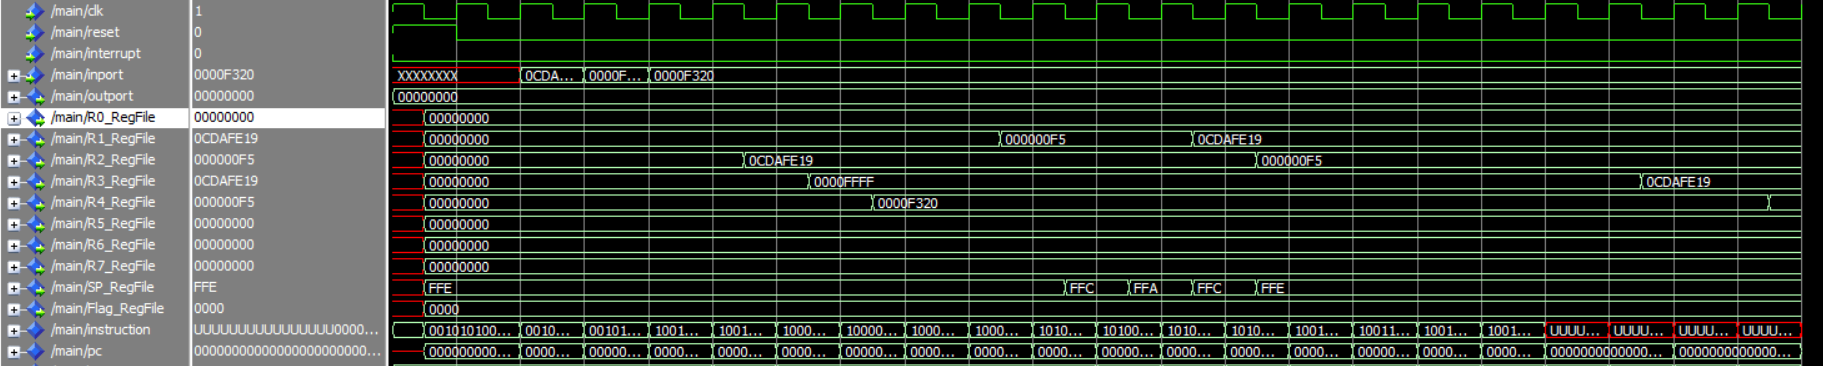 /main/clk 1
/main/reset 0
/main/interrupt 0
/main/inport 0000F320 XXXXXXXX 0CDA... 0000F... 0000F320
/main/outport 00000000 00000000
/main/R0_RegFile 00000000 00000000
/main/R1_RegFile 0CDAFE19 00000000 000000F5 0CDAFE19
/main/R2_RegFile 000000F5 00000000 0CDAFE19 000000F5
/main/R3_RegFile 0CDAFE19 00000000 0000FFFF 0CDAFE19
/main/R4_RegFile 000000F5 00000000 0000F320
/main/R5_RegFile 00000000 00000000
/main/R6_RegFile 00000000 00000000
/main/R7_RegFile 00000000 00000000
/main/SP_RegFile FFE FFE FFC FFA FFC FFE
/main/Flag_RegFile 0000 0000
/main/instruction UUUUUUUUUUUUUUUU0000... 001010100... 0010... 00101... 1001... 1001... 1000... 10000... 1000... 1000... 1010... 10100... 1010... 1010... 1001... 10011... 1001... 1001... UUUU... UUUU... UUUU... UUUU...
/main/pc 00000000000000000000000... 000000000... 0000... 00000... 0000... 0000... 0000... 00000... 0000... 0000... 0000... 00000... 0000... 0000... 0000... 00000... 0000... 0000... 0000000000000... 0000000000000...